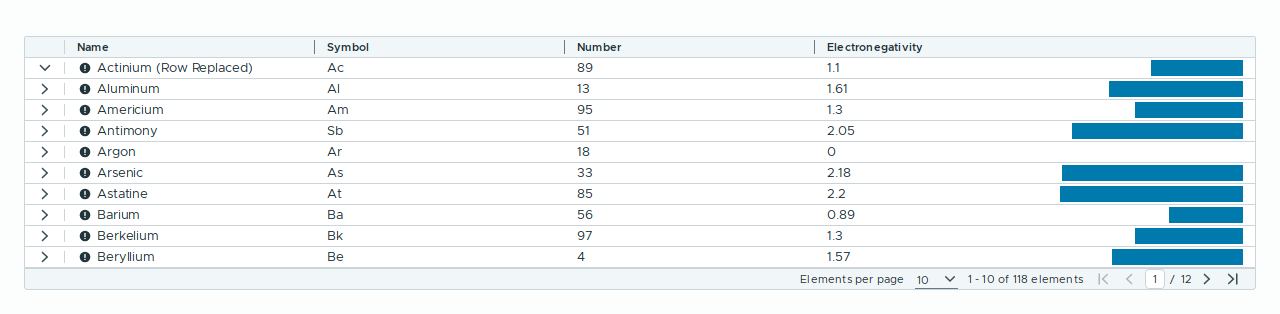 Name Symbol Number Electronegativity
Actinium (Row Replaced) Ac 89 1.1
Aluminum Al 13 1.61
Americium Am 95 1.3
Antimony Sb 51 2.05
Argon Ar 18 0
Arsenic As 33 2.18
Astatine At 85 2.2
Barium Ba 56 0.89
Berkelium Bk 97 1.3
Beryllium Be 4 1.57
Elements per page 10 1 - 10 of 118 elements 1 / 12